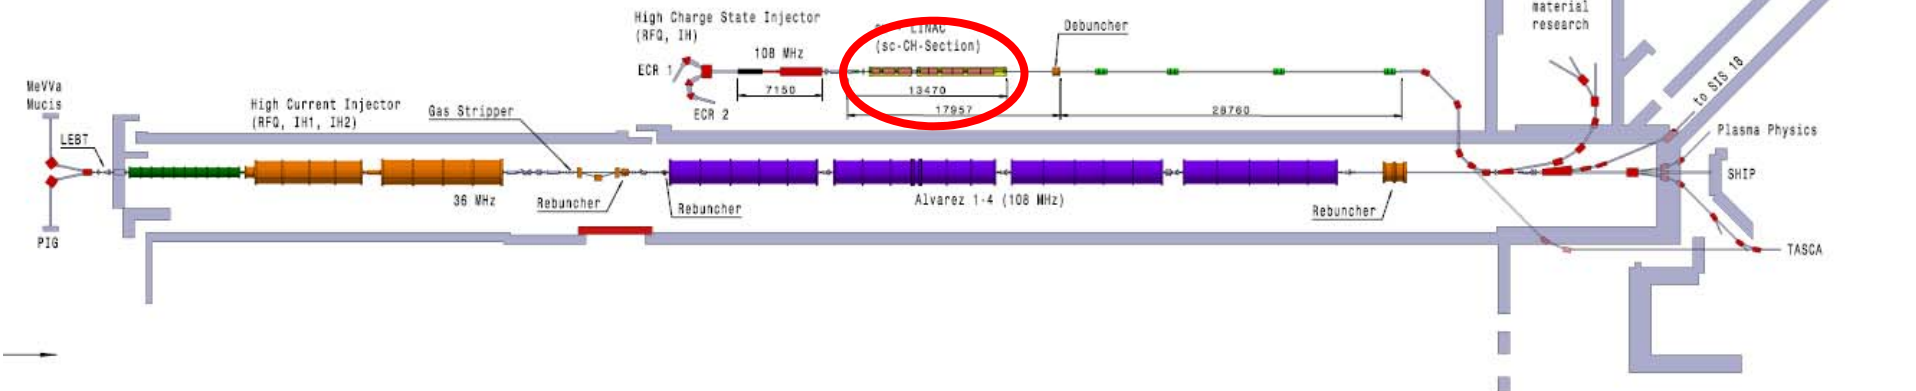 material
research
High Charge State Injector
(RFQ, IH)
LINAC
(sc-CH-Section)
Debuncher
108 MHz
ECR 1
ECR 2
7150
13470
17957
28760
to SIS 18
MeVVa
Mucis
High Current Injector
(RFQ, IH1, IH2)
Gas Stripper
LEBT
Plasma Physics
SHIP
36 MHz
Rebuncher
Rebuncher
Alvarez 1-4 (108 MHz)
Rebuncher
PIG
TASCA